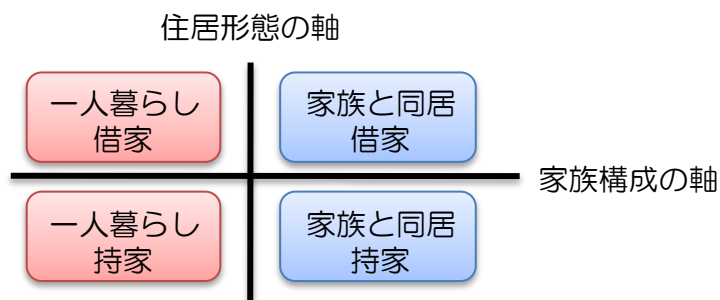 住居形態の軸
一人暮らし
借家
家族と同居
借家
家族構成の軸
一人暮らし
持家
家族と同居
持家